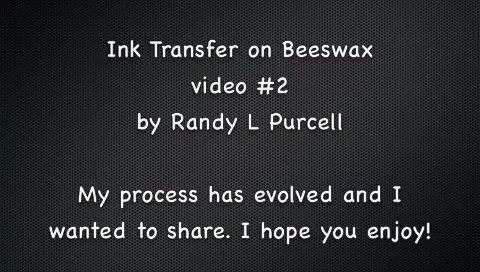 Ink Transfer on Beeswax
video #2
by Randy L Purcell
My process has evolved and I
wanted to share. I hope you enjoy!